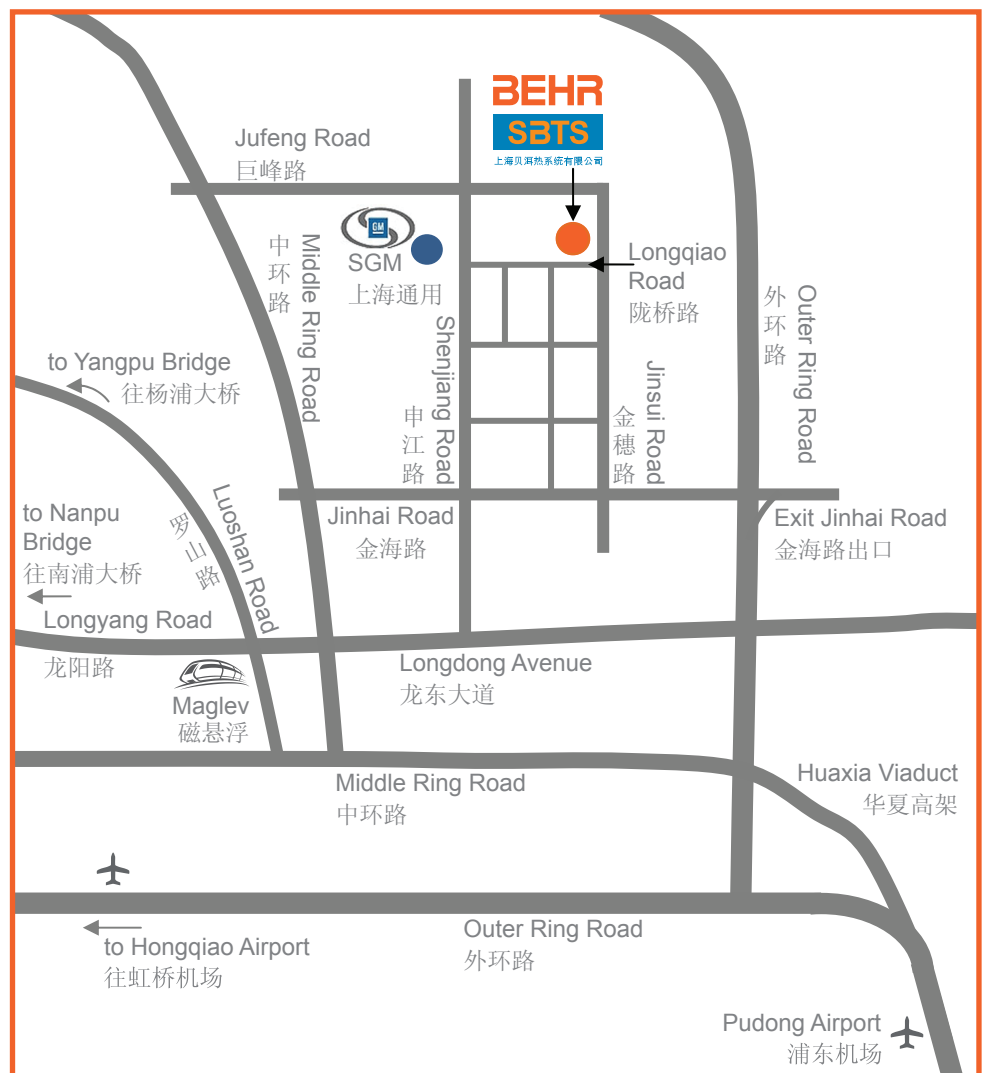 BEHR
SBTS
上海贝洱热系统有限公司
Jufeng Road
巨峰路
GM
SGM
上海通用
Longqiao
Road
陇桥路
中环路
Middle Ring Road
外环路
Outer Ring Road
Shenjiang Road
申江路
Jinsui Road
金穗路
to Yangpu Bridge
往杨浦大桥
Luoshan Road
罗山路
to Nanpu
Bridge
往南浦大桥
Jinhai Road
金海路
Exit Jinhai Road
金海路出口
Longyang Road
龙阳路
Longdong Avenue
龙东大道
Maglev
磁悬浮
Middle Ring Road
中环路
Huaxia Viaduct
华夏高架
to Hongqiao Airport
往虹桥机场
Outer Ring Road
外环路
Pudong Airport
浦东机场